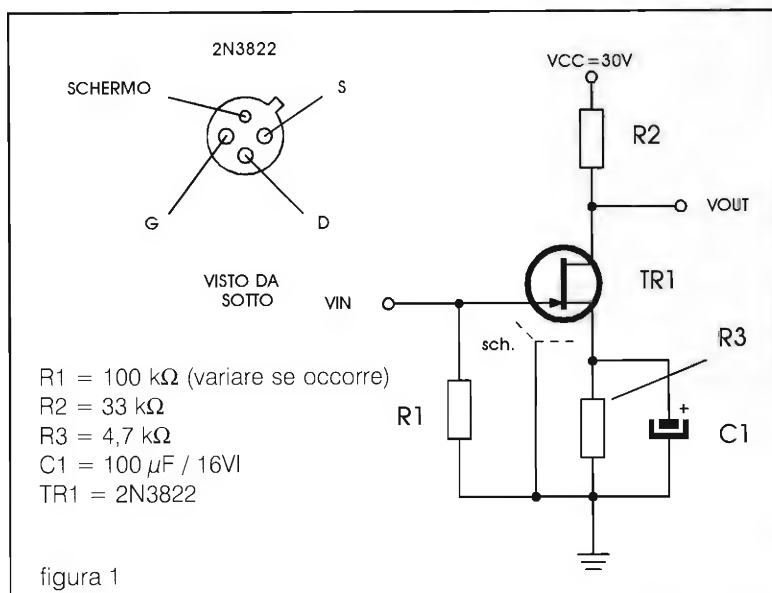 2N3822
SCHERMO
S
G
D
VISTO DA
SOTTO
VCC=30V
R2
VOUT
TR1
VIN
sch.
R3
R1
+
C1
R1 = 100 kΩ (variare se occorre)
R2 = 33 kΩ
R3 = 4,7 kΩ
C1 = 100 µF / 16Vl
TR1 = 2N3822
figura 1